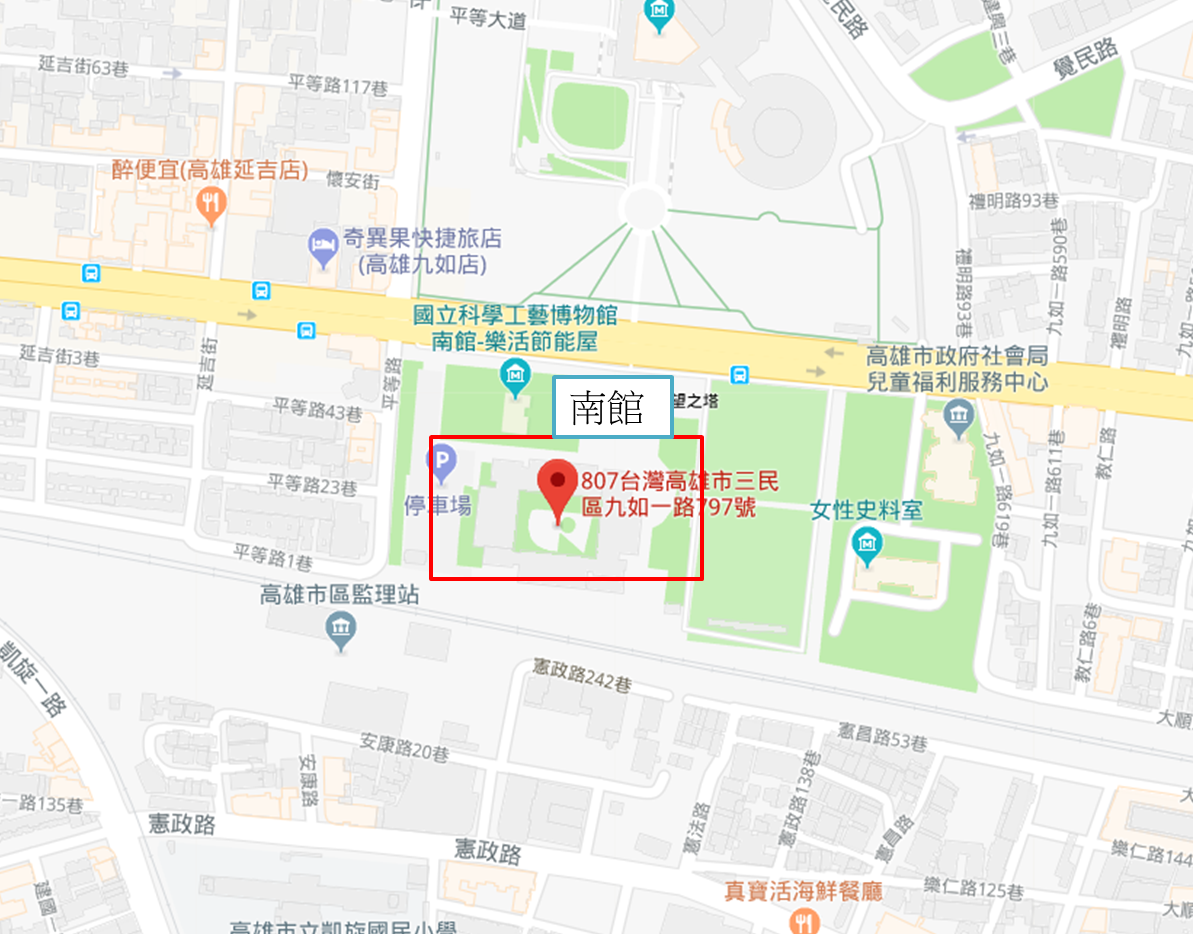 平等大道
覺民路
延吉街63巷
平等路117巷
醉便宜(高雄延吉店)
懷安街
禮明路93巷
奇異果快捷旅店
(高雄九如店)
禮明路93巷
九如一路590巷
禮明路
國立科學工藝博物館
南館-樂活節能屋
高雄市政府社會局
兒童福利服務中心
延吉街3巷
延吉街
平等路
南館
望之塔
平等路43巷
九如一路611巷
教仁路
九如一路619巷
P
停車場
807台灣高雄市三民
區九如一路797號
平等路23巷
女性史料室
平等路1巷
高雄市區監理站
教仁路6巷
凱旋一路
憲政路242巷
大順
憲昌路53巷
安康路20巷
安康路
憲政路138巷
一路135巷
憲政路
憲法路
憲昌路
憲政路
樂仁路144
樂仁路125巷
真寶活海鮮餐廳
建國一
大順
高雄市立凱旋國民小學